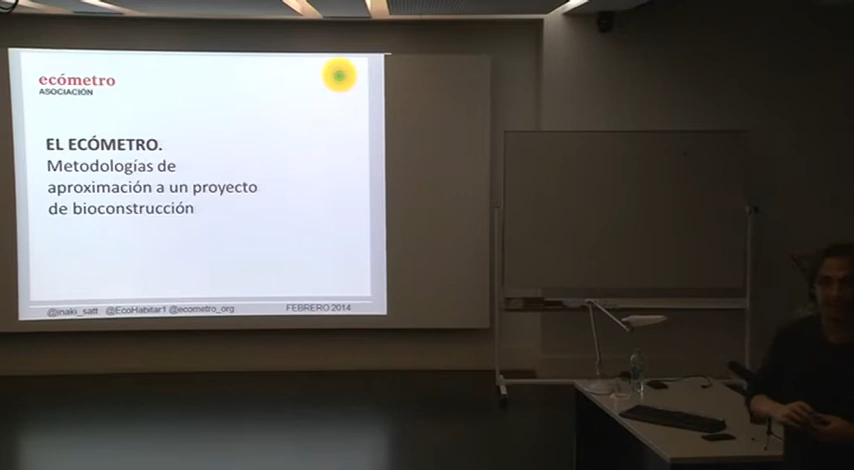 ecómetro
ASOCIACIÓN
EL ECÓMETRO.
Metodologías de
aproximación a un proyecto
de bioconstrucción
@inaki_satt @EcoHabitar1 @ecometro_org FEBRERO 2014